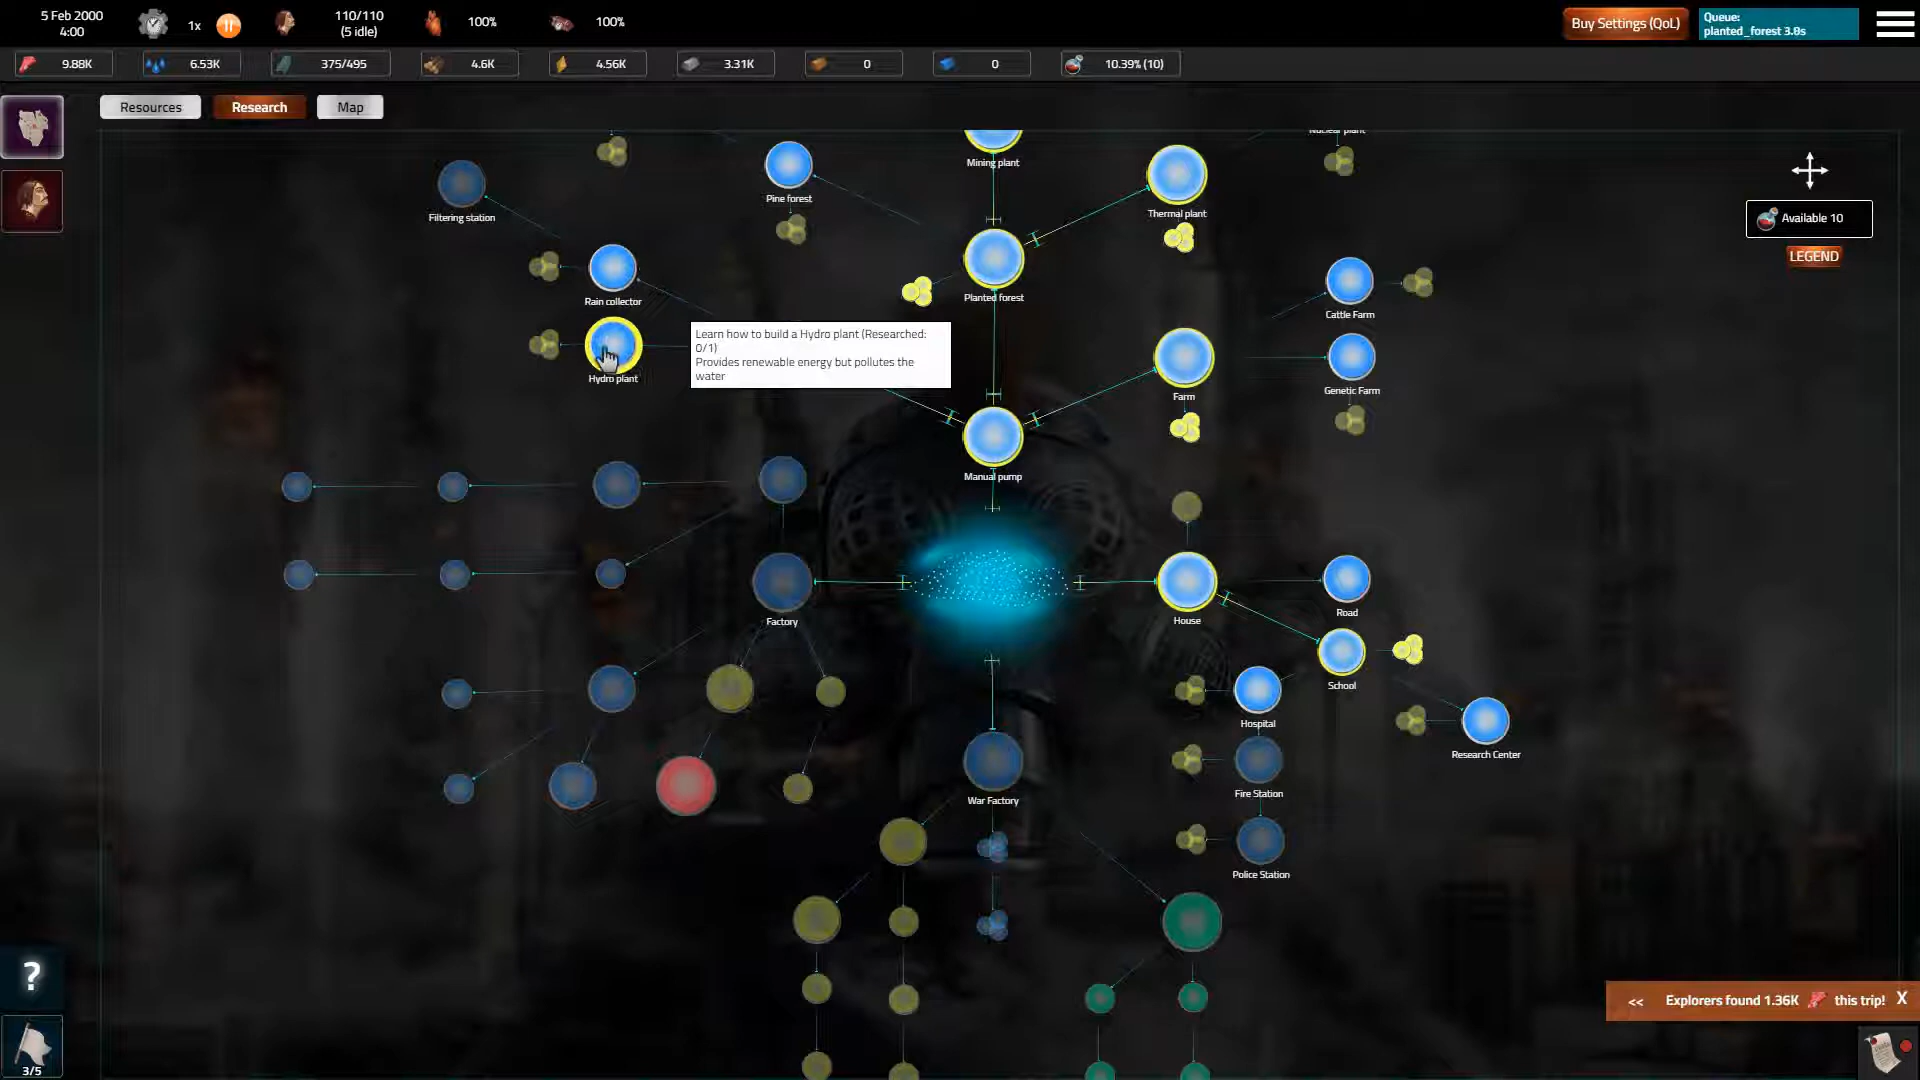 5 Feb 2000
4:00
1x
110/110
(5 idle)
100%
100%
Buy Settings (QoL)
Queue:
planted_forest 3.0s
9.88K
6.53K
375/495
4.6K
4.56K
3.31K
0
0
10.39% (10)
Resources
Research
Map
Nuclear plant
Mining plant
Pine forest
Thermal plant
Filtering station
Available 10
LEGEND
Planted forest
Rain collector
Cattle Farm
Learn how to build a Hydro plant (Researched:
0/1)
Provides renewable energy but pollutes the
water
Hydro plant
Farm
Genetic Farm
Manual pump
Factory
House
Road
School
Hospital
Research Center
Fire Station
War Factory
Police Station
?
<< Explorers found 1.36K this trip! X
3/5